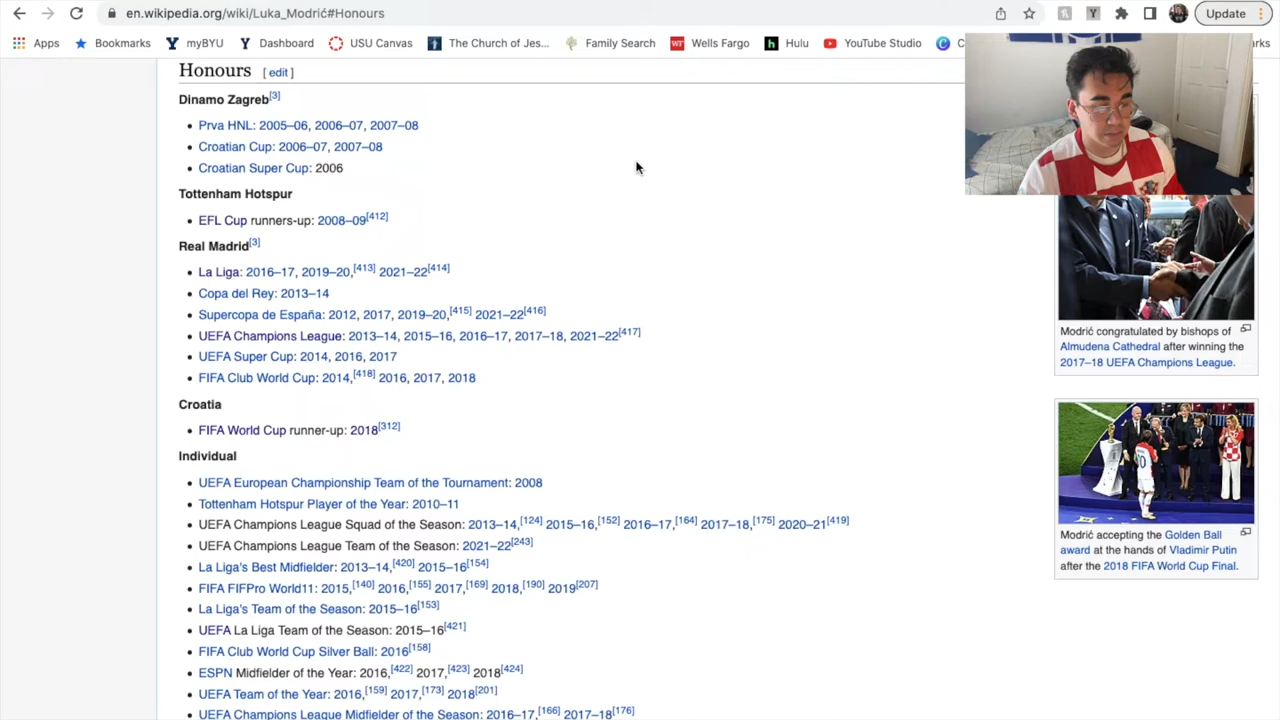 en.wikipedia.org/wiki/Luka_Modrić#Honours
Update
Apps Bookmarks myBYU Dashboard USU Canvas The Church of Jes... Family Search Wells Fargo Hulu YouTube Studio
Honours [ edit ]
Dinamo Zagreb[3]
• Prva HNL: 2005–06, 2006–07, 2007–08
• Croatian Cup: 2006–07, 2007–08
• Croatian Super Cup: 2006
Tottenham Hotspur
• EFL Cup runners-up: 2008–09[412]
Real Madrid[3]
• La Liga: 2016–17, 2019–20,[413] 2021–22[414]
• Copa del Rey: 2013–14
• Supercopa de España: 2012, 2017, 2019–20,[415] 2021–22[416]
• UEFA Champions League: 2013–14, 2015–16, 2016–17, 2017–18, 2021–22[417]
• UEFA Super Cup: 2014, 2016, 2017
• FIFA Club World Cup: 2014,[418] 2016, 2017, 2018
Croatia
• FIFA World Cup runner-up: 2018[312]
Individual
• UEFA European Championship Team of the Tournament: 2008
• Tottenham Hotspur Player of the Year: 2010–11
• UEFA Champions League Squad of the Season: 2013–14,[124] 2015–16,[152] 2016–17,[164] 2017–18,[175] 2020–21[419]
• UEFA Champions League Team of the Season: 2021–22[243]
• La Liga's Best Midfielder: 2013–14,[420] 2015–16[154]
• FIFA FIFPro World11: 2015,[140] 2016,[155] 2017,[169] 2018,[190] 2019[207]
• La Liga's Team of the Season: 2015–16[153]
• UEFA La Liga Team of the Season: 2015–16[421]
• FIFA Club World Cup Silver Ball: 2016[158]
• ESPN Midfielder of the Year: 2016,[422] 2017,[423] 2018[424]
• UEFA Team of the Year: 2016,[159] 2017,[173] 2018[201]
• UEFA Champions League Midfielder of the Season: 2016–17,[166] 2017–18[176]
Modrić congratulated by bishops of
Almudena Cathedral after winning the
2017–18 UEFA Champions League.
Modrić accepting the Golden Ball
award at the hands of Vladimir Putin
after the 2018 FIFA World Cup Final.